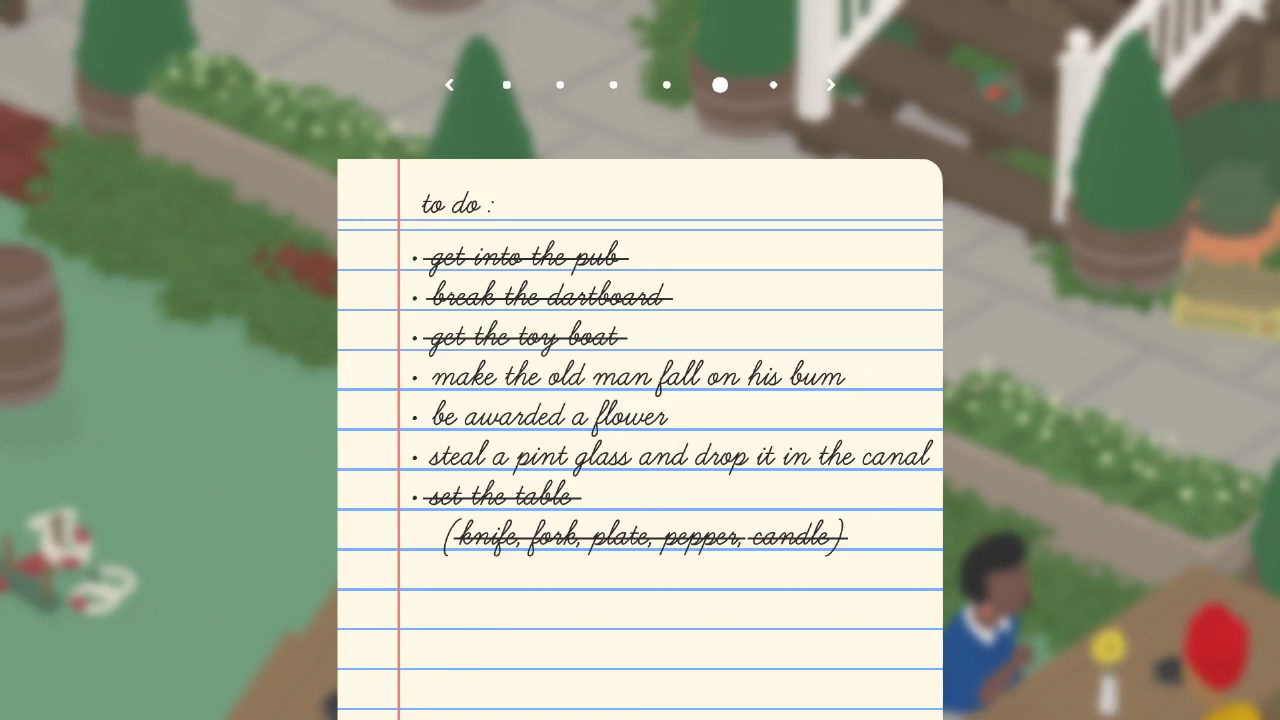 to do :
• get into the pub
• break the dartboard
• get the toy boat
• make the old man fall on his bum
• be awarded a flower
• steal a pint glass and drop it in the canal
• set the table
(knife, fork, plate, pepper, candle)